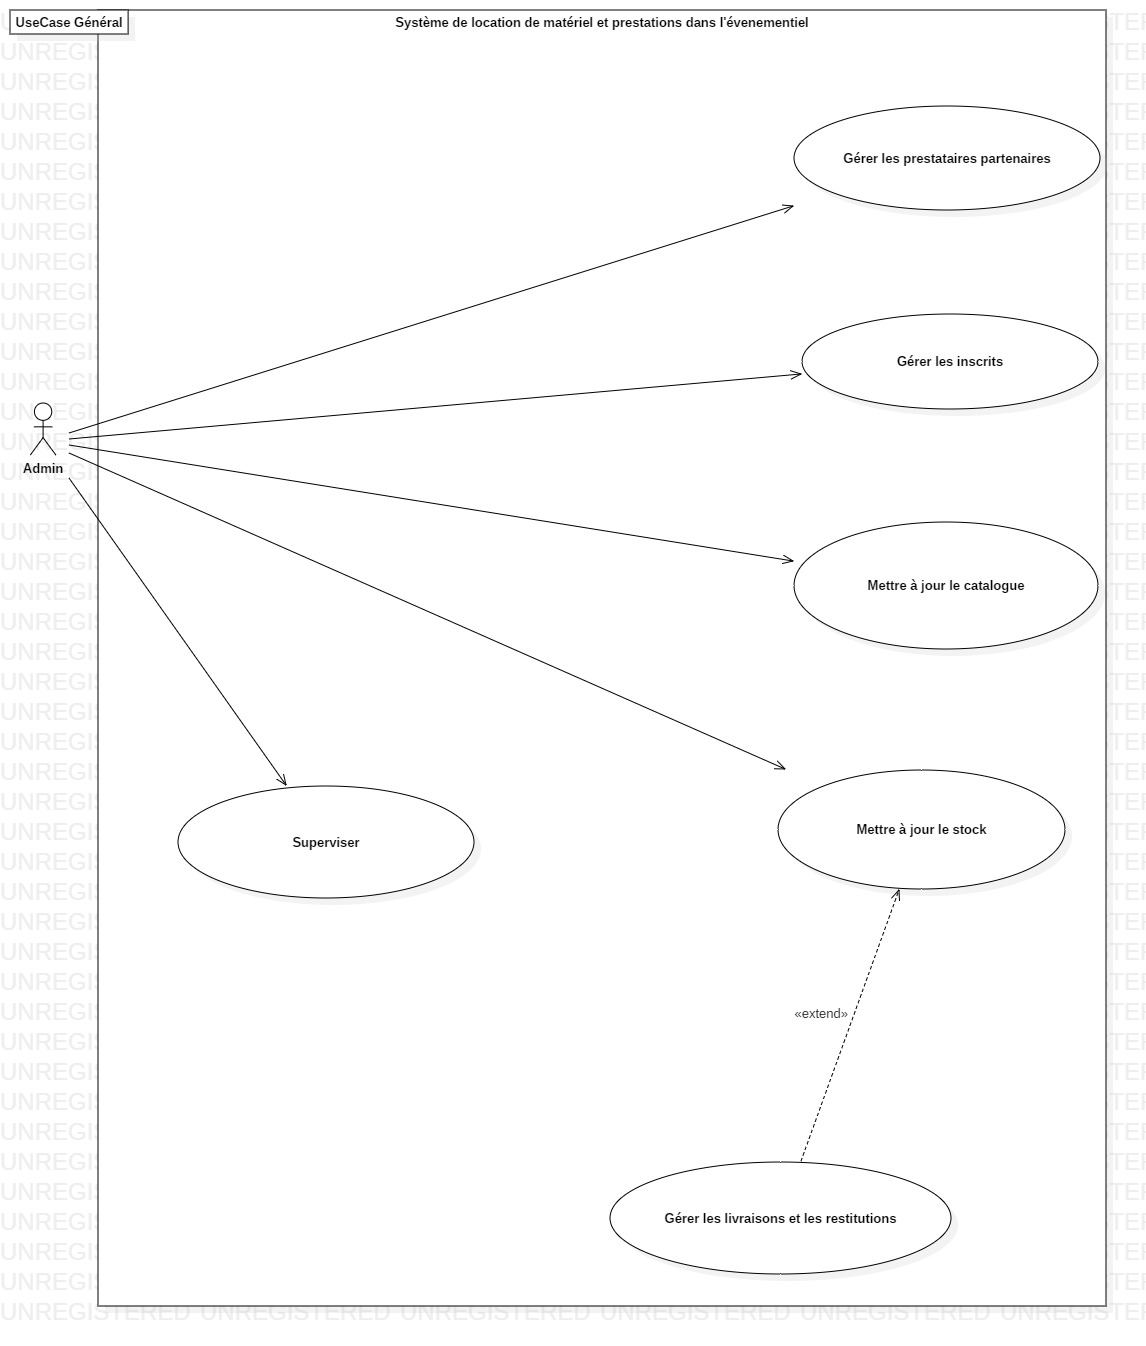 UseCase Général
Système de location de matériel et prestations dans l'évenementiel
Gérer les prestataires partenaires
Gérer les inscrits
Admin
Mettre à jour le catalogue
Mettre à jour le stock
Superviser
«extend»
Gérer les livraisons et les restitutions
UNREGISTERED UNREGISTERED UNREGISTERED UNREGISTERED UNREGISTERED